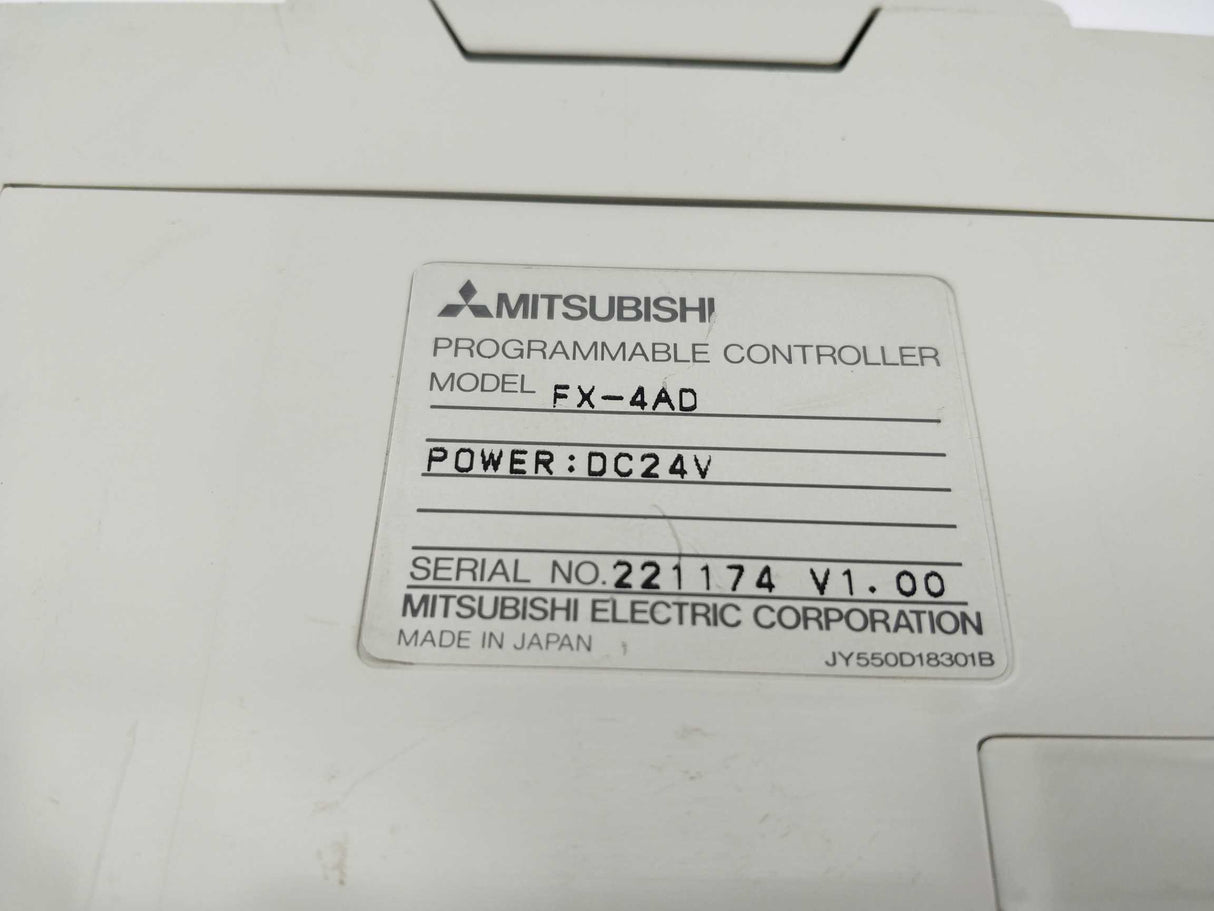 MITSUBISHI
PROGRAMMABLE CONTROLLER
MODEL FX-4AD
POWER:DC24V
SERIAL NO.221174 V1.00
MITSUBISHI ELECTRIC CORPORATION
MADE IN JAPAN
JY550D18301B